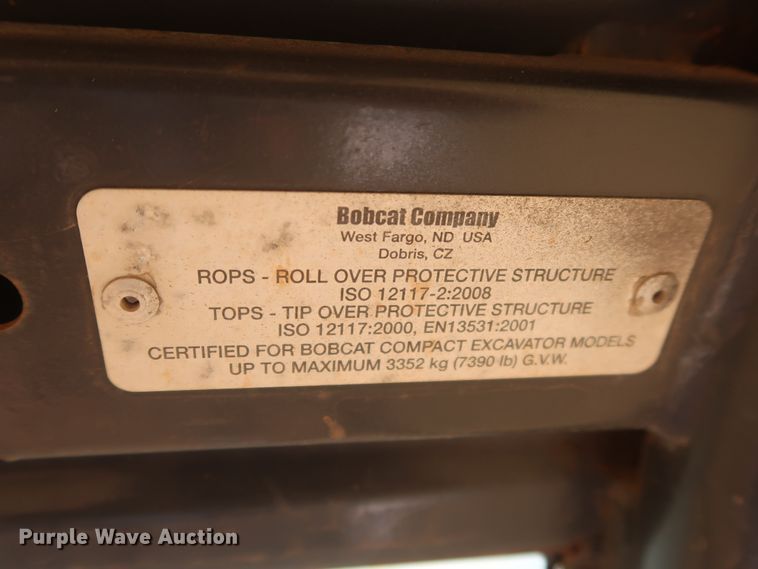 Bobcat Company
West Fargo, ND USA
Dobris, CZ
ROPS - ROLL OVER PROTECTIVE STRUCTURE
ISO 12117-2:2008
TOPS - TIP OVER PROTECTIVE STRUCTURE
ISO 12117:2000, EN13531:2001
CERTIFIED FOR BOBCAT COMPACT EXCAVATOR MODELS
UP TO MAXIMUM 3352 kg (7390 lb) G.V.W.
Purple Wave Auction